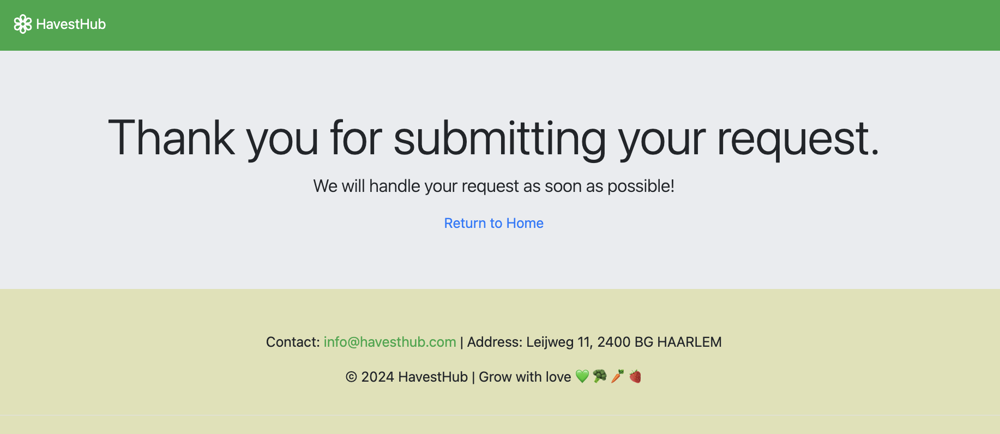 HavestHub
Thank you for submitting your request.
We will handle your request as soon as possible!
Return to Home
Contact: info@havesthub.com | Address: Leijweg 11, 2400 BG HAARLEM
© 2024 HavestHub | Grow with love 💚 🥦 🥕 🍓